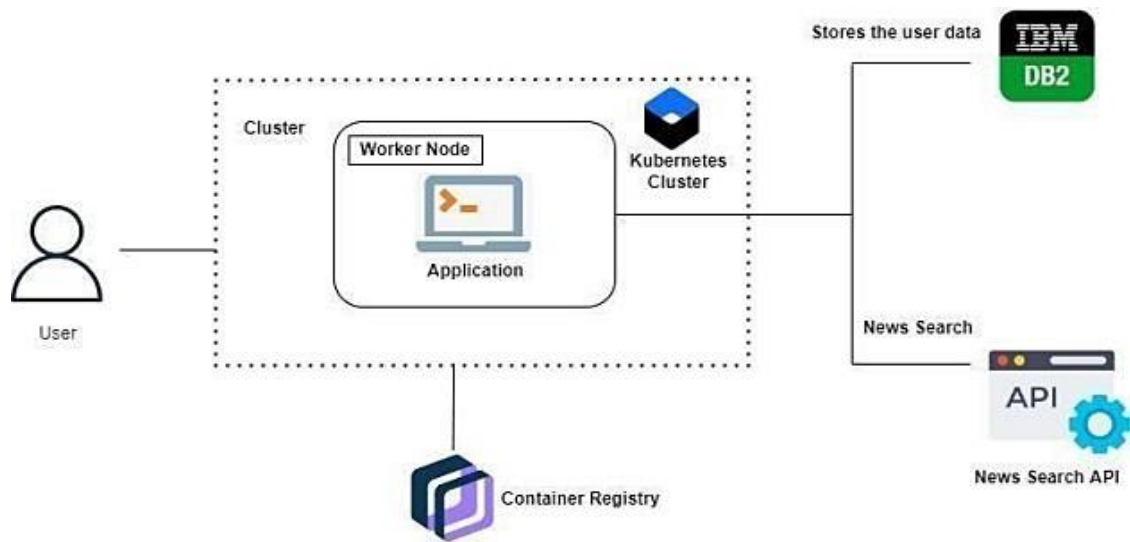 Stores the user data
IBM
DB2
Cluster
Worker Node
Kubernetes
Cluster
Application
User
News Search
API
News Search API
Container Registry